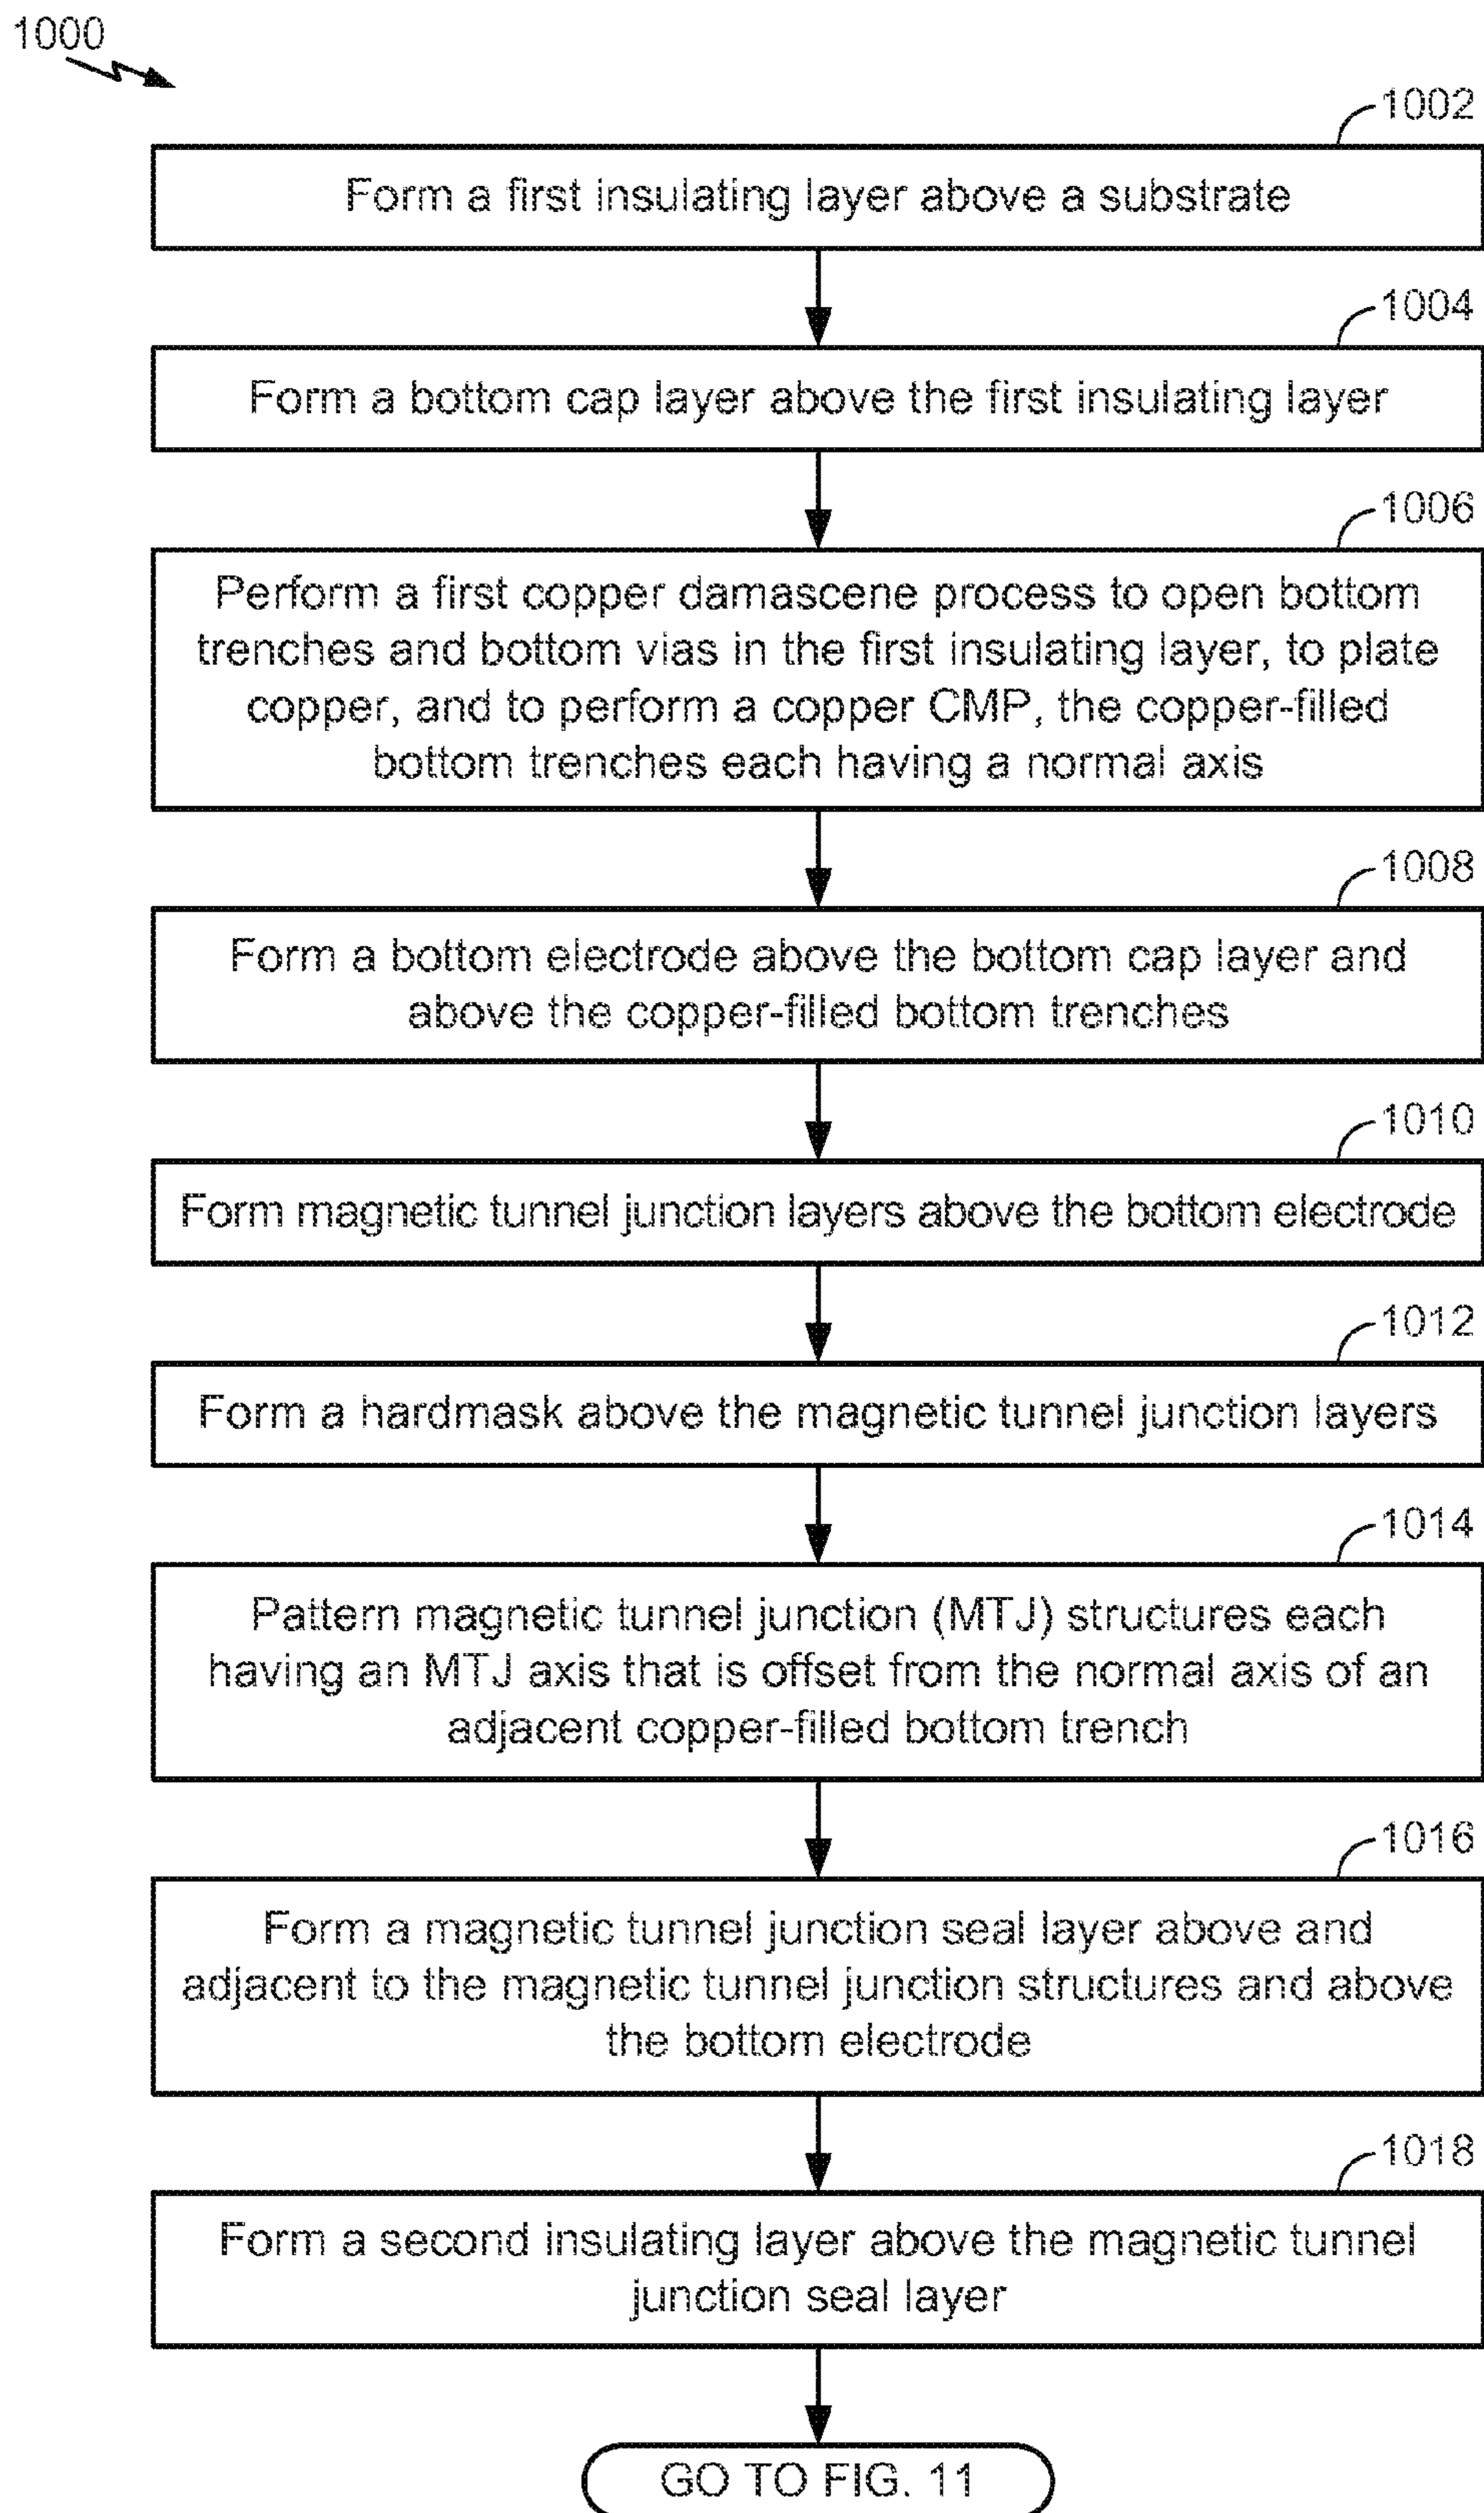 1000
1002
Form a first insulating layer above a substrate
1004
Form a bottom cap layer above the first insulating layer
1006
Perform a first copper damascene process to open bottom
trenches and bottom vias in the first insulating layer, to plate
copper, and to perform a copper CMP, the copper-filled
bottom trenches each having a normal axis
1008
Form a bottom electrode above the bottom cap layer and
above the copper-filled bottom trenches
1010
Form magnetic tunnel junction layers above the bottom electrode
1012
Form a hardmask above the magnetic tunnel junction layers
1014
Pattern magnetic tunnel junction (MTJ) structures each
having an MTJ axis that is offset from the normal axis of an
adjacent copper-filled bottom trench
1016
Form a magnetic tunnel junction seal layer above and
adjacent to the magnetic tunnel junction structures and above
the bottom electrode
1018
Form a second insulating layer above the magnetic tunnel
junction seal layer
GO TO FIG. 11